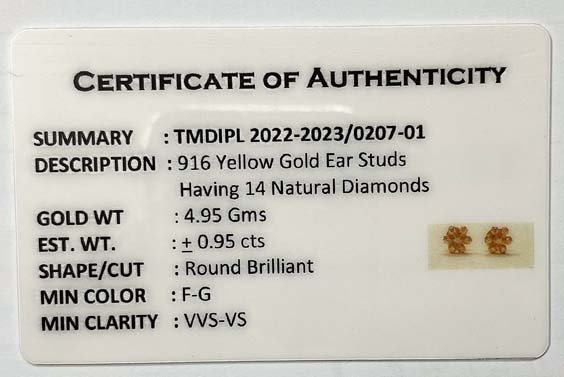 CERTIFICATE OF AUTHENTICITY
SUMMARY : TMDIPL 2022-2023/0207-01
DESCRIPTION : 916 Yellow Gold Ear Studs
Having 14 Natural Diamonds
GOLD WT : 4.95 Gms
EST. WT. : ± 0.95 cts
SHAPE/CUT : Round Brilliant
MIN COLOR : F-G
MIN CLARITY : VVS-VS